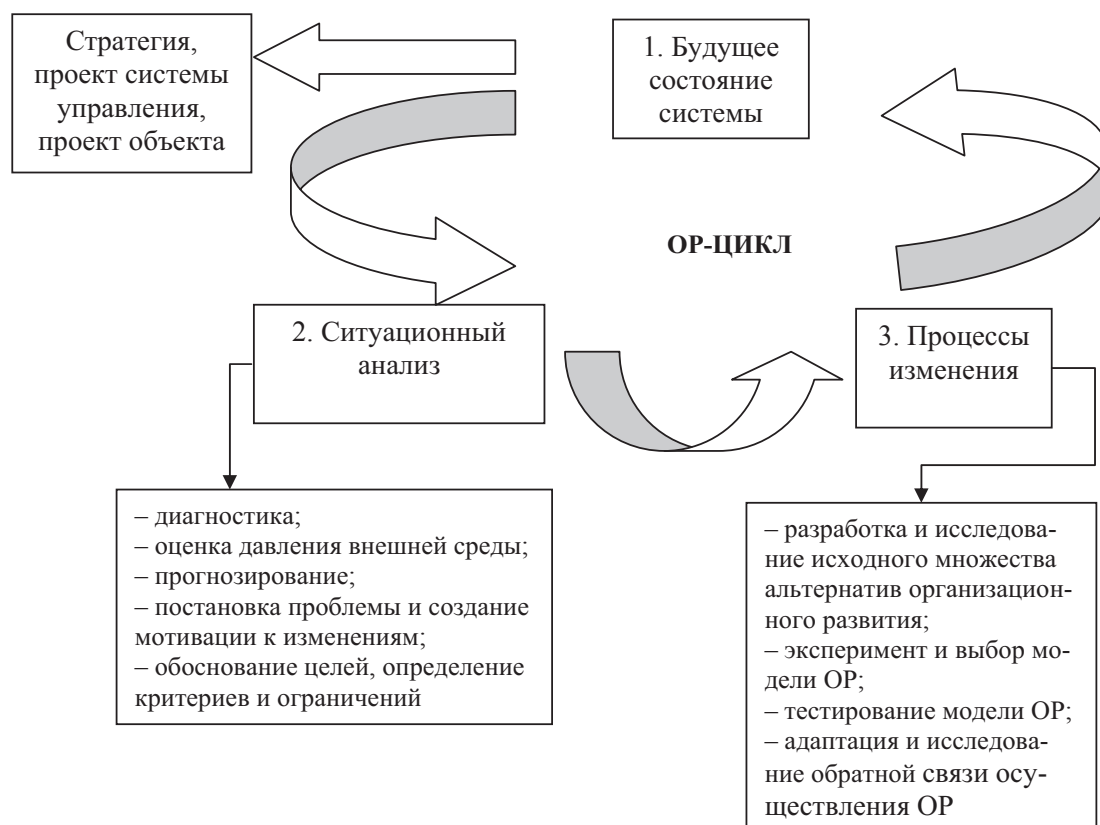 Стратегия,
проект системы
управления,
проект объекта
1. Будущее
состояние
системы
ОР-ЦИКЛ
2. Ситуационный
анализ
3. Процессы
изменения
– диагностика;
– оценка давления внешней среды;
– прогнозирование;
– постановка проблемы и создание
мотивации к изменениям;
– обоснование целей, определение
критериев и ограничений
– разработка и исследова-
ние исходного множества
альтернатив организацион-
ного развития;
– эксперимент и выбор мо-
дели ОР;
– тестирование модели ОР;
– адаптация и исследова-
ние обратной связи осу-
ществления ОР